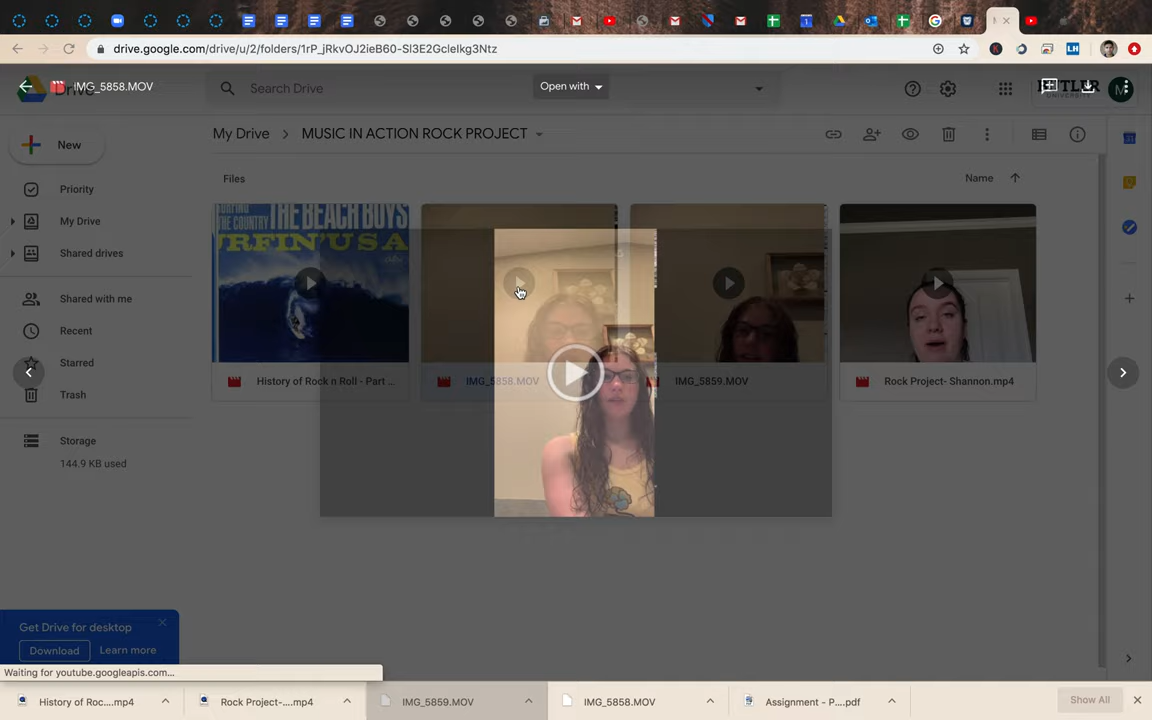 drive.google.com/drive/u/2/folders/1rP_jRkvOJ2ieB60-SI3E2GcleIkg3Ntz
IMG_5858.MOV
Search Drive
Open with
My Drive
MUSIC IN ACTION ROCK PROJECT
New
Files
Name
Priority
My Drive
Shared drives
Shared with me
Recent
Starred
Trash
Storage
144.9 KB used
THE COUNTRY
THE BEACH BOYS
History of Rock n Roll - Part ...
IMG_5858.MOV
IMG_5859.MOV
Rock Project- Shannon.mp4
Get Drive for desktop
Download
Learn more
Waiting for youtube.googleapis.com...
History of Roc....mp4
Rock Project-....mp4
IMG_5859.MOV
IMG_5858.MOV
Assignment - P....pdf
Show All